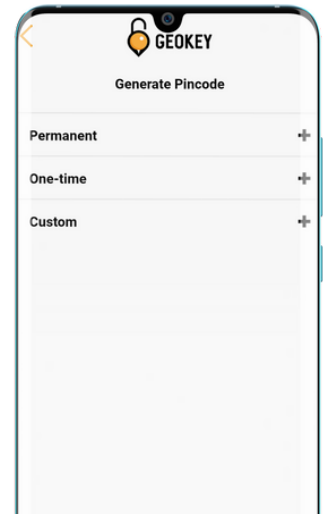 GEOKEY
Generate Pincode
Permanent
One-time
Custom